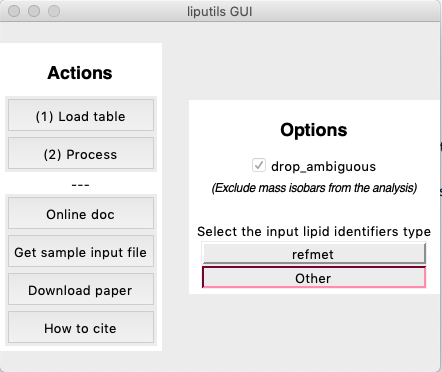 liputils GUI
Actions
(1) Load table
(2) Process
---
Online doc
Get sample input file
Download paper
How to cite
Options
drop_ambiguous
(Exclude mass isobars from the analysis)
Select the input lipid identifiers type
refmet
Other